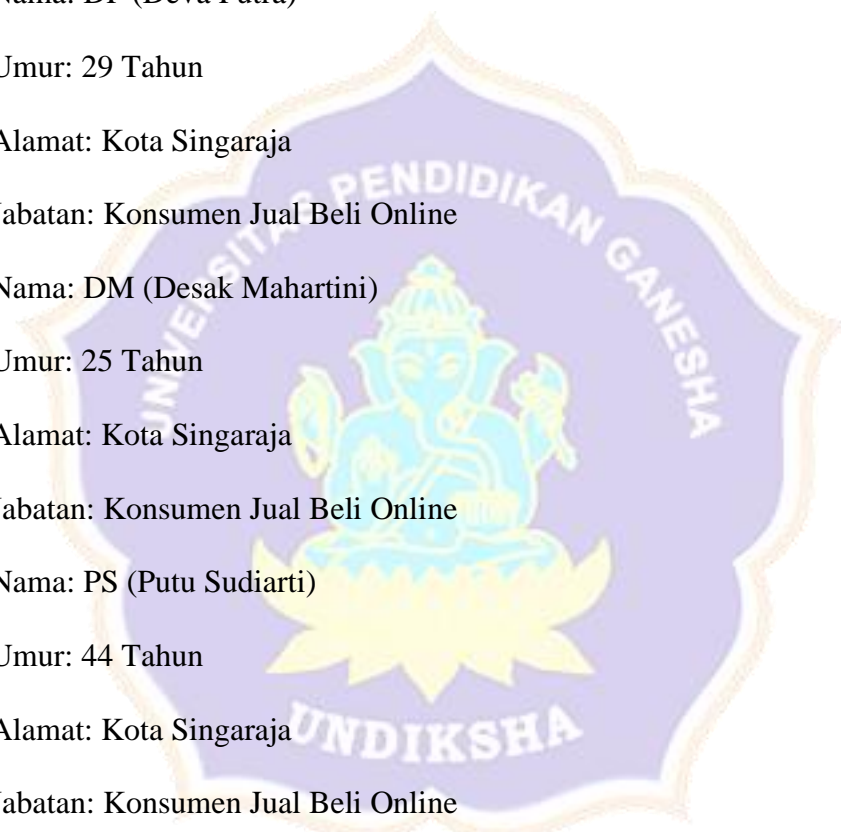 Nama: DP (Deva Putra)
Umur: 29 Tahun
Alamat: Kota Singaraja
Jabatan: Konsumen Jual Beli Online
Nama: DM (Desak Mahartini)
Umur: 25 Tahun
Alamat: Kota Singaraja
Jabatan: Konsumen Jual Beli Online
Nama: PS (Putu Sudiarti)
Umur: 44 Tahun
Alamat: Kota Singaraja
Jabatan: Konsumen Jual Beli Online
UNIVERSITAS PENDIDIKAN GANESHA
UNDIKSHA